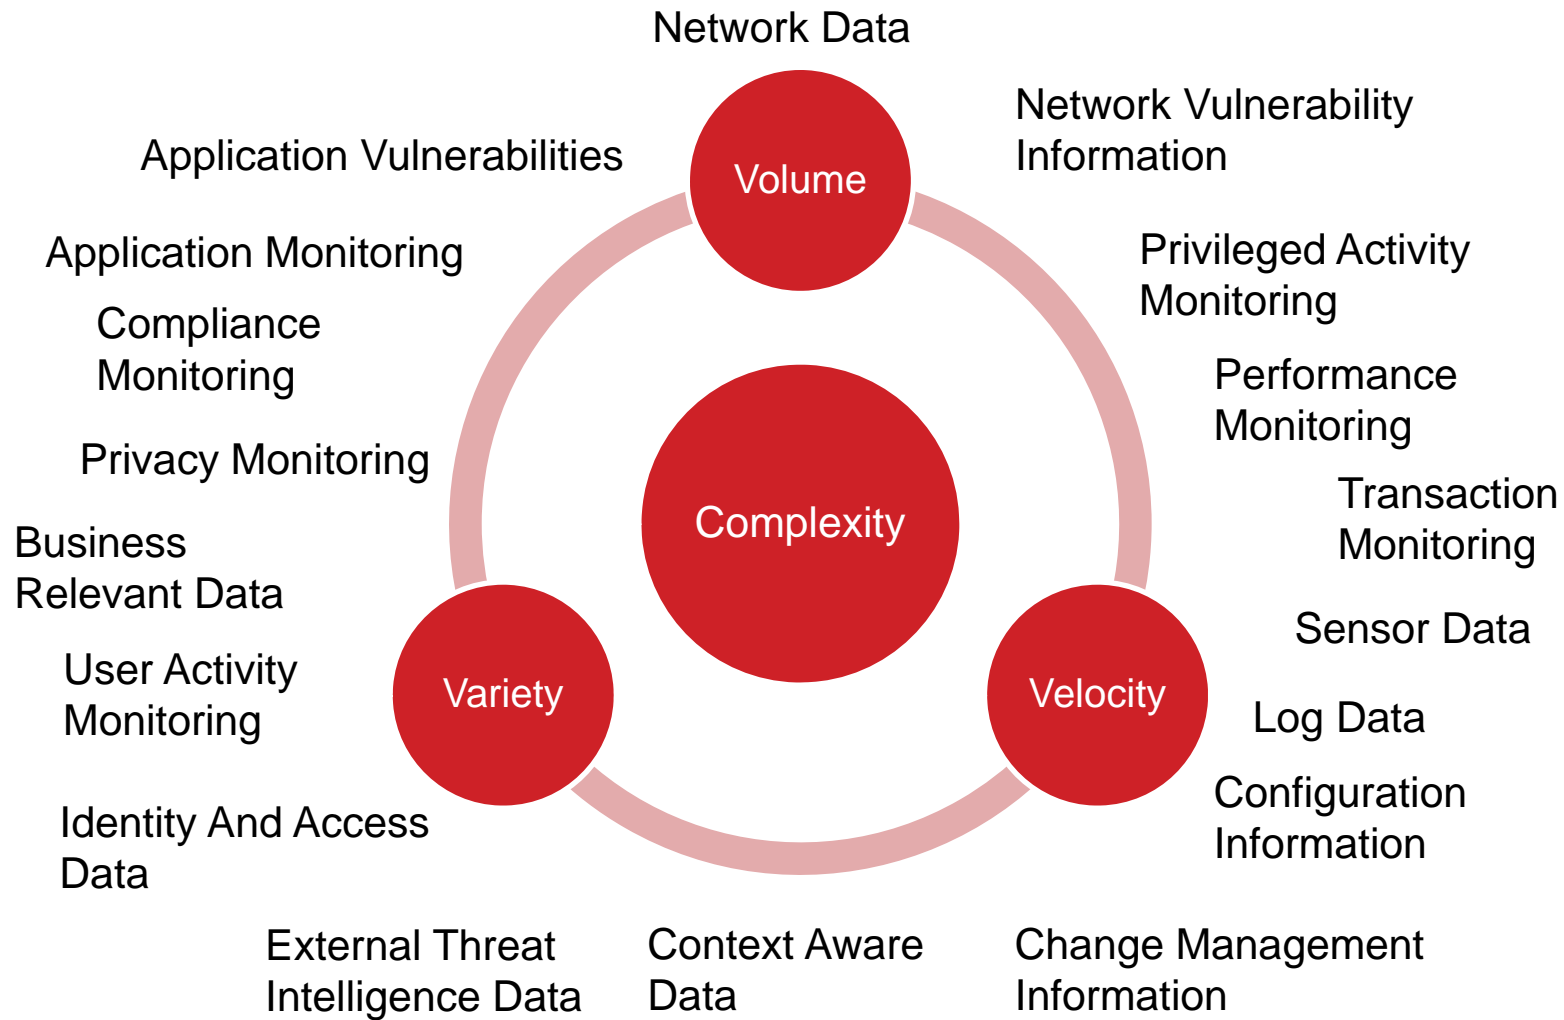 Network Data
Network Vulnerability
Information
Application Vulnerabilities
Volume
Application Monitoring
Privileged Activity
Monitoring
Compliance
Monitoring
Performance
Monitoring
Privacy Monitoring
Transaction
Monitoring
Complexity
Business
Relevant Data
Sensor Data
User Activity
Monitoring
Variety
Velocity
Log Data
Configuration
Information
Identity And Access
Data
External Threat
Intelligence Data
Context Aware
Data
Change Management
Information